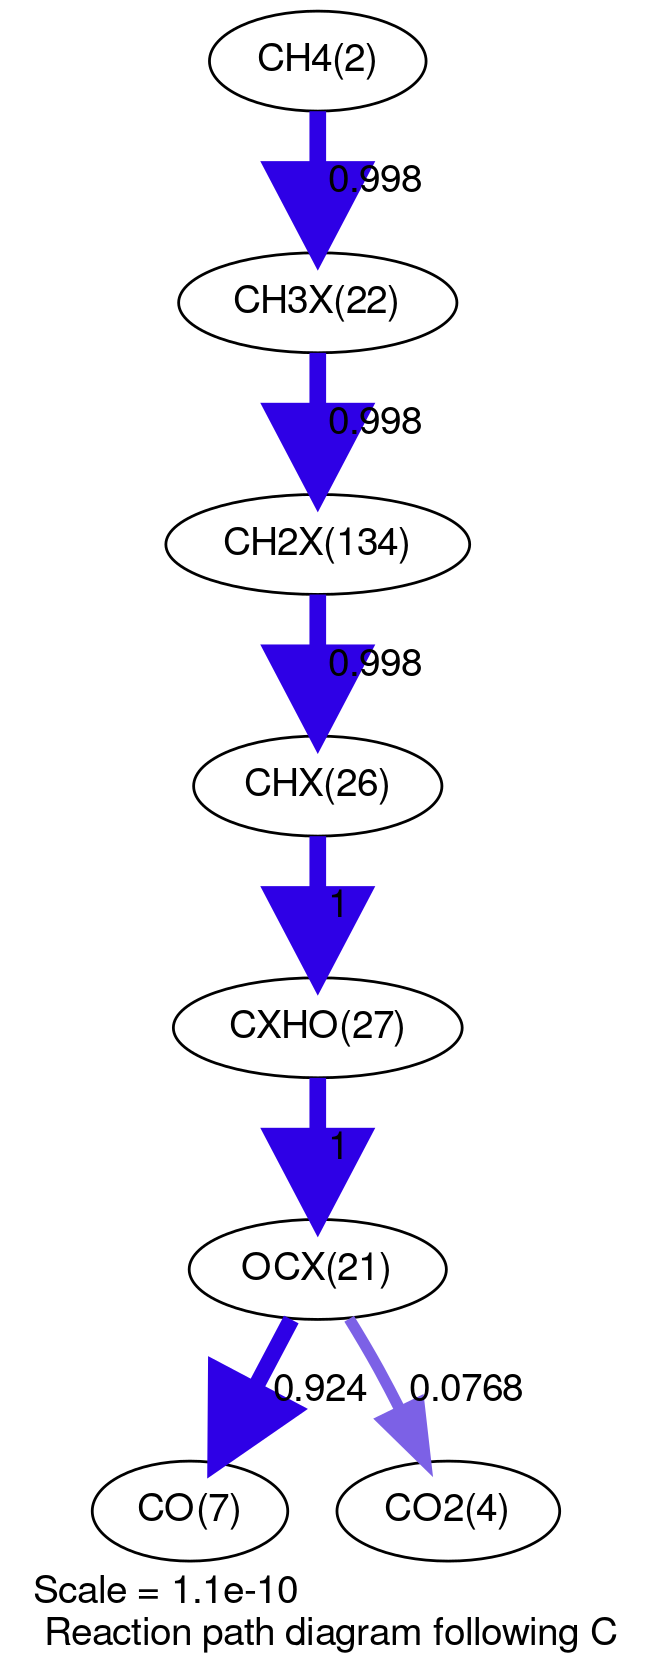 CH4(2)
0.998
CH3X(22)
0.998
CH2X(134)
0.998
CHX(26)
1
CXHO(27)
1
OCX(21)
0.924
0.0768
CO(7)
CO2(4)
Scale = 1.1e-10
Reaction path diagram following C